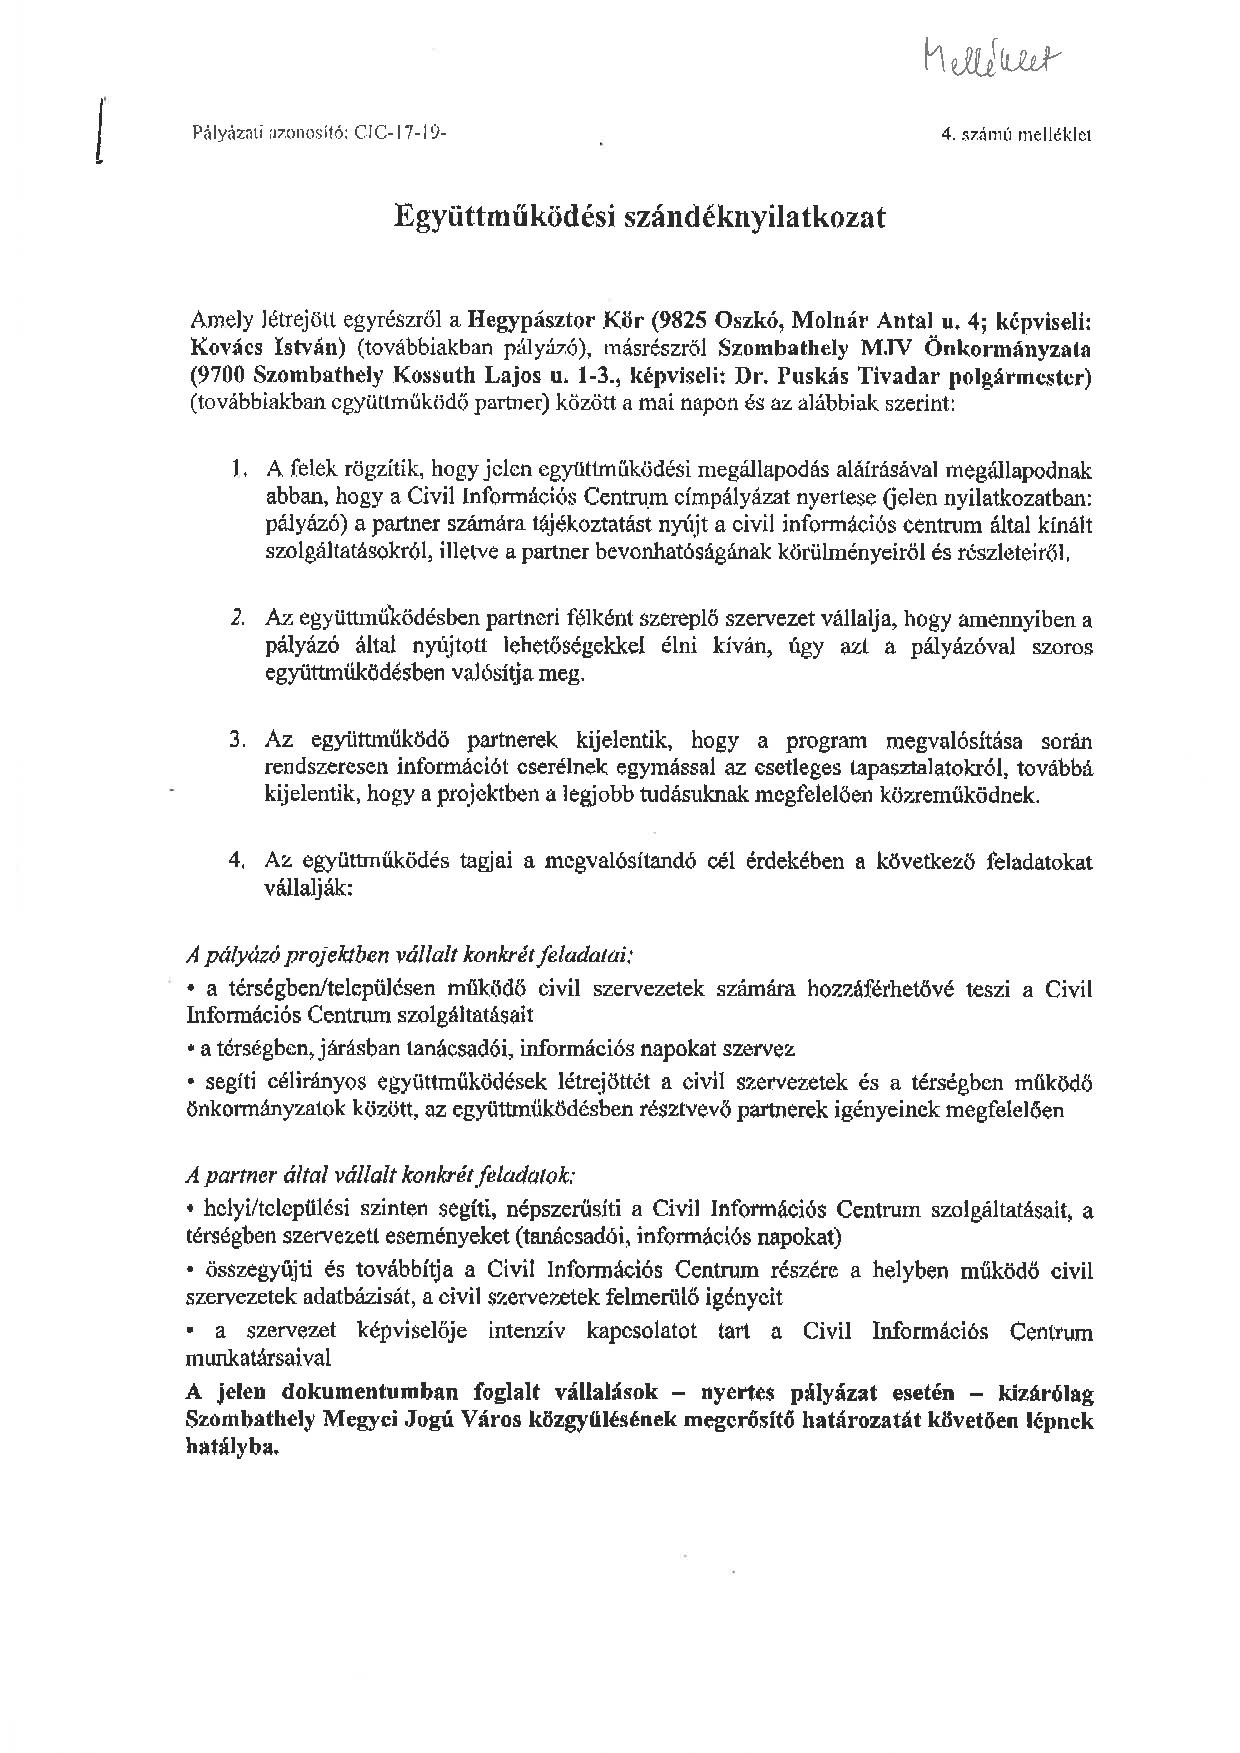 Melléklet
Pályázati azonosító: CIC-17-19-
4. számú melléklet
Együttműködési szándéknyilatkozat
Amely létrejött egyrészről a Hegypásztor Kör (9825 Oszkó, Molnár Antal u. 4; képviseli:
Kovács István) (továbbiakban pályázó), másrészről Szombathely MJV Önkormányzata
(9700 Szombathely Kossuth Lajos u. 1-3., képviseli: Dr. Puskás Tivadar polgármester)
(továbbiakban együttműködő partner) között a mai napon és az alábbiak szerint:
1. A felek rögzítik, hogy jelen együttműködési megállapodás aláírásával megállapodnak
abban, hogy a Civil Információs Centrum címpályázat nyertese (jelen nyilatkozatban:
pályázó) a partner számára tájékoztatást nyújt a civil információs centrum által kínált
szolgáltatásokról, illetve a partner bevonhatóságának körülményeiről és részleteiről.
2. Az együttműködésben partneri félként szereplő szervezet vállalja, hogy amennyiben a
pályázó által nyújtott lehetőségekkel élni kíván, úgy azt a pályázóval szoros
együttműködésben valósítja meg.
3. Az együttműködő partnerek kijelentik, hogy a program megvalósítása során
rendszeresen információt cserélnek egymással az esetleges tapasztalatokról, továbbá
kijelentik, hogy a projektben a legjobb tudásuknak megfelelően közreműködnek.
4. Az együttműködés tagjai a megvalósítandó cél érdekében a következő feladatokat
vállalják:
A pályázó projektben vállalt konkrét feladatai:
• a térségben/településen működő civil szervezetek számára hozzáférhetővé teszi a Civil
Információs Centrum szolgáltatásait
• a térségben, járásban tanácsadói, információs napokat szervez
• segíti célirányos együttműködések létrejöttét a civil szervezetek és a térségben működő
önkormányzatok között, az együttműködésben résztvevő partnerek igényeinek megfelelően
A partner által vállalt konkrét feladatok:
• helyi/települési szinten segíti, népszerűsíti a Civil Információs Centrum szolgáltatásait, a
térségben szervezett eseményeket (tanácsadói, információs napokat)
• összegyűjti és továbbítja a Civil Információs Centrum részére a helyben működő civil
szervezetek adatbázisát, a civil szervezetek felmerülő igényeit
• a szervezet képviselője intenzív kapcsolatot tart a Civil Információs Centrum
munkatársaival
A jelen dokumentumban foglalt vállalások – nyertes pályázat esetén – kizárólag
Szombathely Megyei Jogú Város közgyűlésének megerősítő határozatát követően lépnek
hatályba.